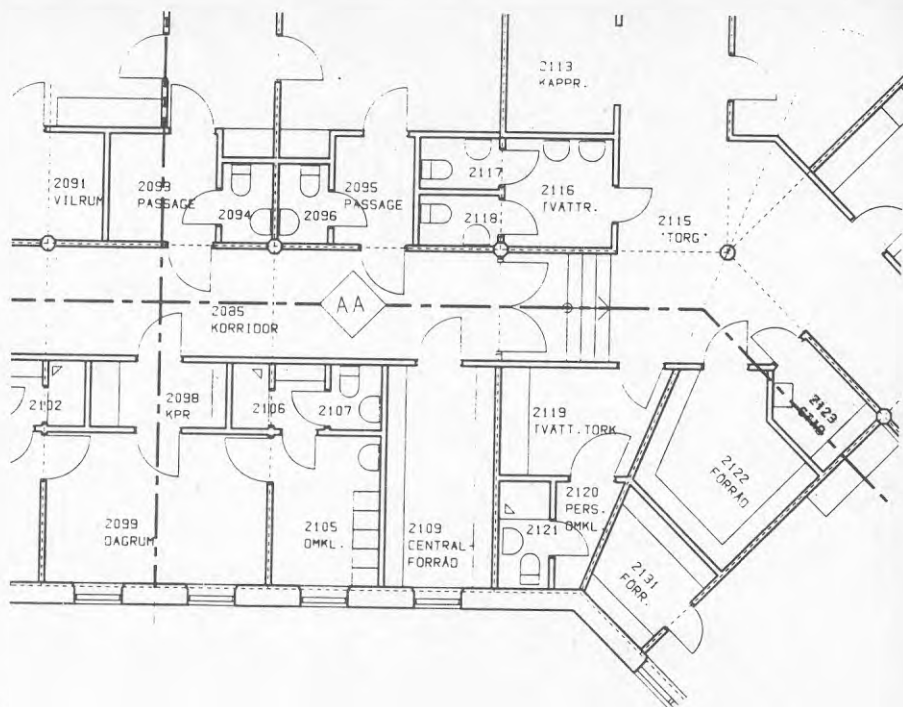 2113
KAPPR.
2091
VILRUM
2093
PASSAGE
2094
2096
2095
PASSAGE
2117
2118
2116
TVÄTTR.
2115
"TORG"
2085
KORRIDOR
AA
2102
2098
KPR
2106
2107
2119
TVÄTT.TORK
2123
2122
FÖRRÅD
2099
DAGRUM
2105
OMKL.
2109
CENTRAL-
FÖRRÅD
2121
2120
PERS.
OMKL
2131
FÖRR.